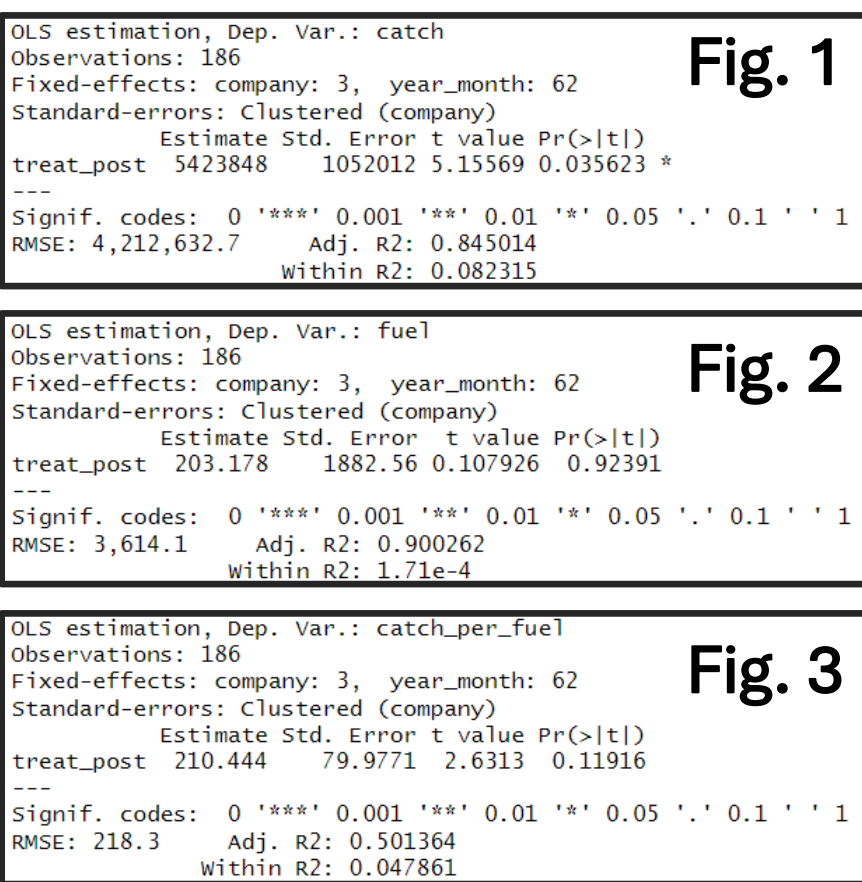 OLS estimation, Dep. Var.: catch
Fig. 1
Observations: 186
Fixed-effects: company: 3,  year_month: 62
Standard-errors: Clustered (company)
Estimate Std. Error t value Pr(>|t|)
treat_post  5423848    1052012 5.15569 0.035623 *
---
Signif. codes:  0 '***' 0.001 '**' 0.01 '*' 0.05 '.' 0.1 ' ' 1
RMSE: 4,212,632.7     Adj. R2: 0.845014
Within R2: 0.082315
OLS estimation, Dep. Var.: fuel
Fig. 2
Observations: 186
Fixed-effects: company: 3,  year_month: 62
Standard-errors: Clustered (company)
Estimate Std. Error  t value Pr(>|t|)
treat_post  203.178    1882.56 0.107926  0.92391
---
Signif. codes:  0 '***' 0.001 '**' 0.01 '*' 0.05 '.' 0.1 ' ' 1
RMSE: 3,614.1     Adj. R2: 0.900262
Within R2: 1.71e-4
OLS estimation, Dep. Var.: catch_per_fuel
Fig. 3
Observations: 186
Fixed-effects: company: 3,  year_month: 62
Standard-errors: Clustered (company)
Estimate Std. Error t value Pr(>|t|)
treat_post  210.444    79.9771  2.6313  0.11916
---
Signif. codes:  0 '***' 0.001 '**' 0.01 '*' 0.05 '.' 0.1 ' ' 1
RMSE: 218.3     Adj. R2: 0.501364
Within R2: 0.047861